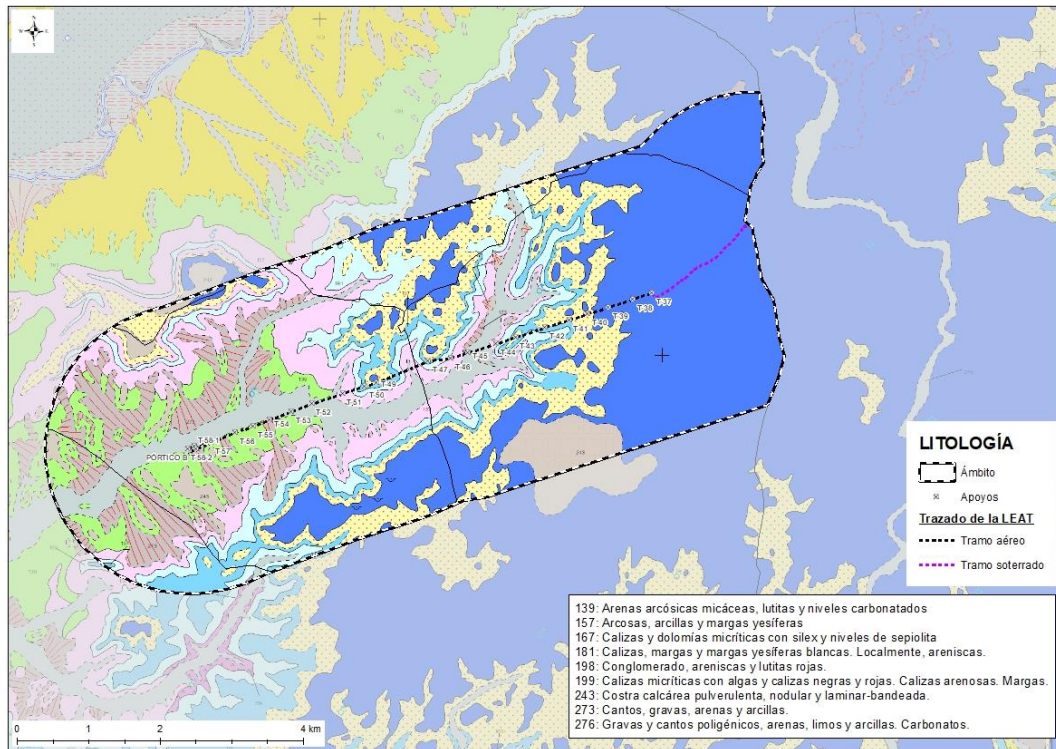 N
W E
S
T-37
T-38
T-39
T-40
T-41
T-42
T-43
T-44
T-45
T-46
T-47
T-49
T-50
T-51
T-52
T-53
T-54
T-55
T-56
T-57
T-58-1
PORTICO B T-58-2
248
LITOLOGÍA
Ámbito
Apoyos
Trazado de la LEAT
Tramo aéreo
Tramo soterrado
139: Arenas arcósicas micáceas, lutitas y niveles carbonatados
157: Arcosas, arcillas y margas yesíferas
167: Calizas y dolomías micríticas con silex y niveles de sepiolita
181: Calizas, margas y margas yesíferas blancas. Localmente, areniscas.
198: Conglomerado, areniscas y lutitas rojas.
199: Calizas micríticas con algas y calizas negras y rojas. Calizas arenosas. Margas.
243: Costra calcárea pulverulenta, nodular y laminar-bandeada.
273: Cantos, gravas, arenas y arcillas.
276: Gravas y cantos poligénicos, arenas, limos y arcillas. Carbonatos.
0 1 2 4 km